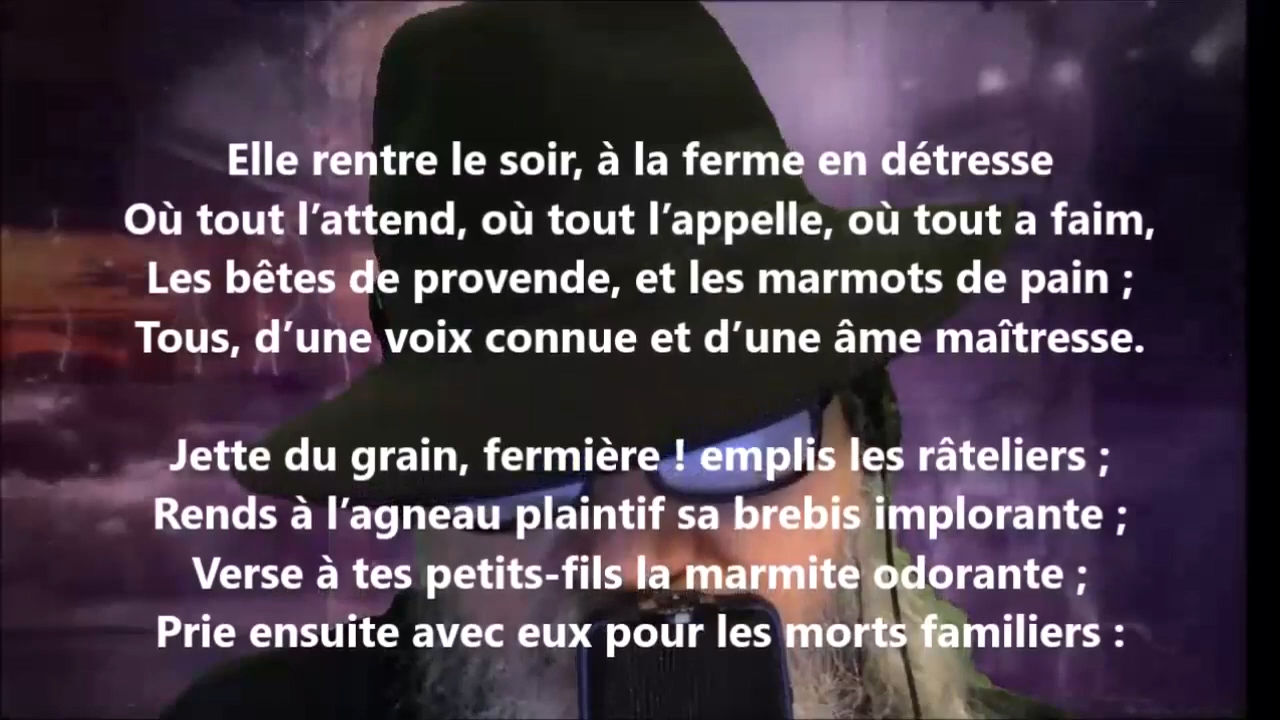 Elle rentre le soir, à la ferme en détresse
Où tout l’attend, où tout l’appelle, où tout a faim,
Les bêtes de provende, et les marmots de pain ;
Tous, d’une voix connue et d’une âme maîtresse.
Jette du grain, fermière ! emplis les râteliers ;
Rends à l’agneau plaintif sa brebis implorante ;
Verse à tes petits-fils la marmite odorante ;
Prie ensuite avec eux pour les morts familiers :